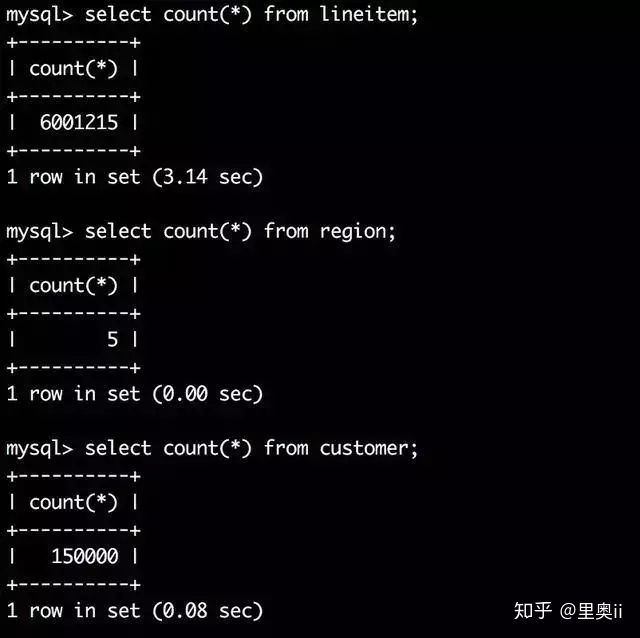 mysql> select count(*) from lineitem;
+----------+
| count(*) |
+----------+
|  6001215 |
+----------+
1 row in set (3.14 sec)
mysql> select count(*) from region;
+----------+
| count(*) |
+----------+
|        5 |
+----------+
1 row in set (0.00 sec)
mysql> select count(*) from customer;
+----------+
| count(*) |
+----------+
|   150000 |
+----------+
1 row in set (0.08 sec)
知乎 @里奥ii